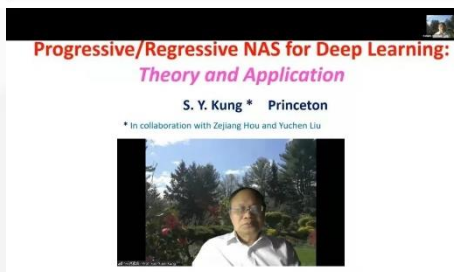 Progressive/Regressive NAS for Deep Learning:
Theory and Application
S. Y. Kung * Princeton
* In collaboration with Zejiang Hou and Yuchen Liu